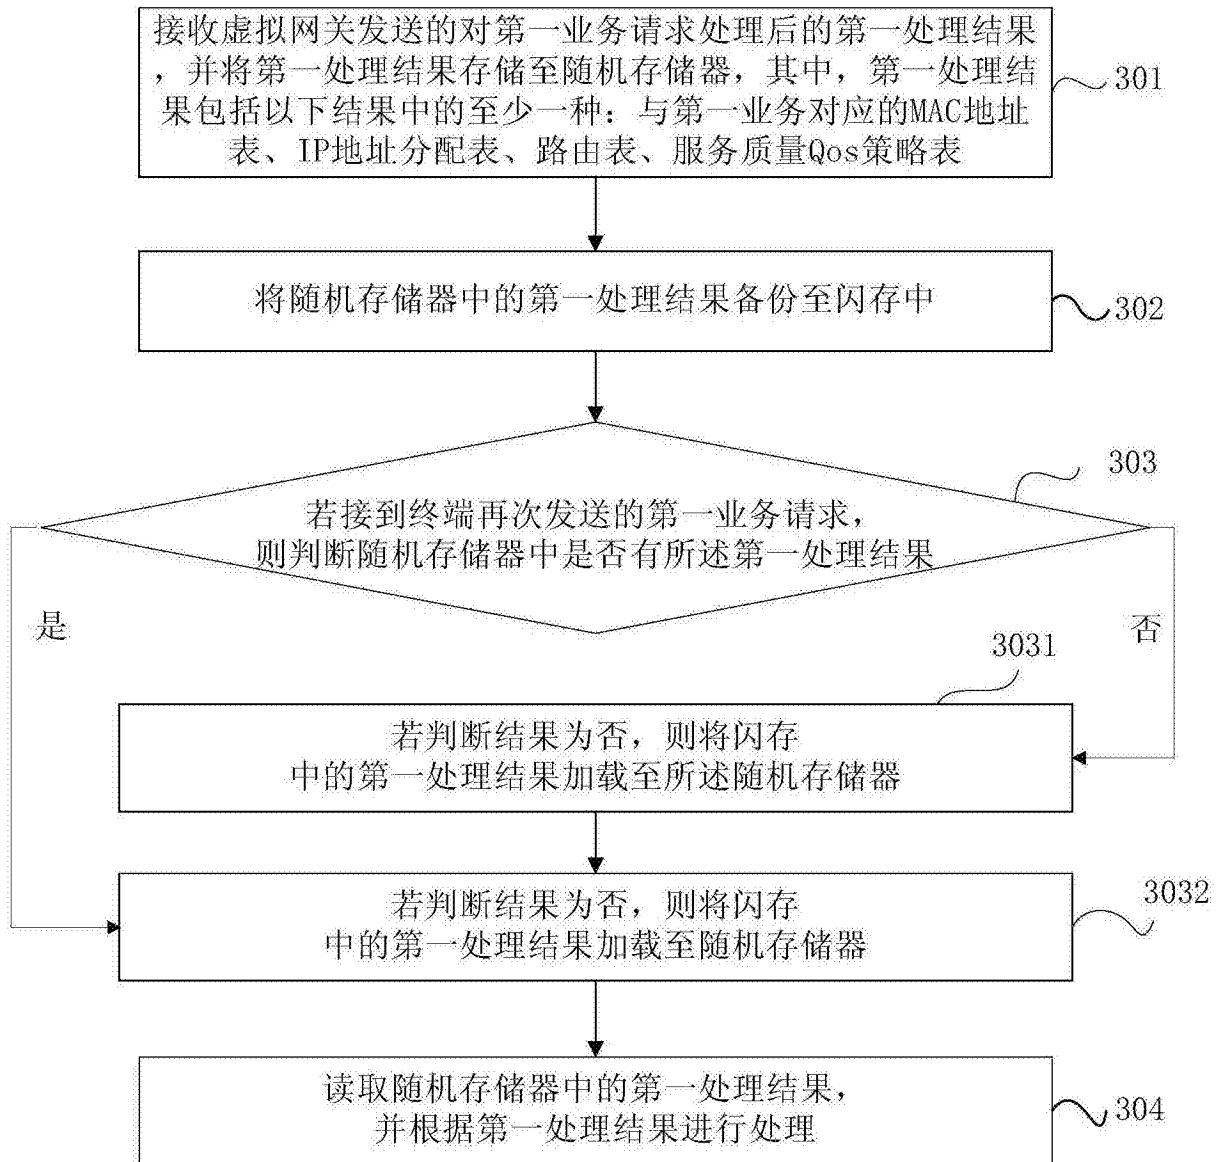 接收虚拟网关发送的对第一业务请求处理后的第一处理结果
，并将第一处理结果存储至随机存储器，其中，第一处理结
果包括以下结果中的至少一种：与第一业务对应的MAC地址
表、IP地址分配表、路由表、服务质量Qos策略表
301
将随机存储器中的第一处理结果备份至闪存中
302
303
若接到终端再次发送的第一业务请求，
则判断随机存储器中是否有所述第一处理结果
是
否
3031
若判断结果为否，则将闪存
中的第一处理结果加载至所述随机存储器
3032
若判断结果为否，则将闪存
中的第一处理结果加载至随机存储器
读取随机存储器中的第一处理结果，
并根据第一处理结果进行处理
304